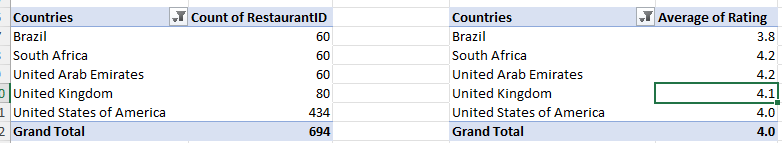 Countries Count of RestaurantID Countries Average of Rating
Brazil 60 Brazil 3.8
South Africa 60 South Africa 4.2
United Arab Emirates 60 United Arab Emirates 4.2
United Kingdom 80 United Kingdom 4.1
United States of America 434 United States of America 4.0
Grand Total 694 Grand Total 4.0